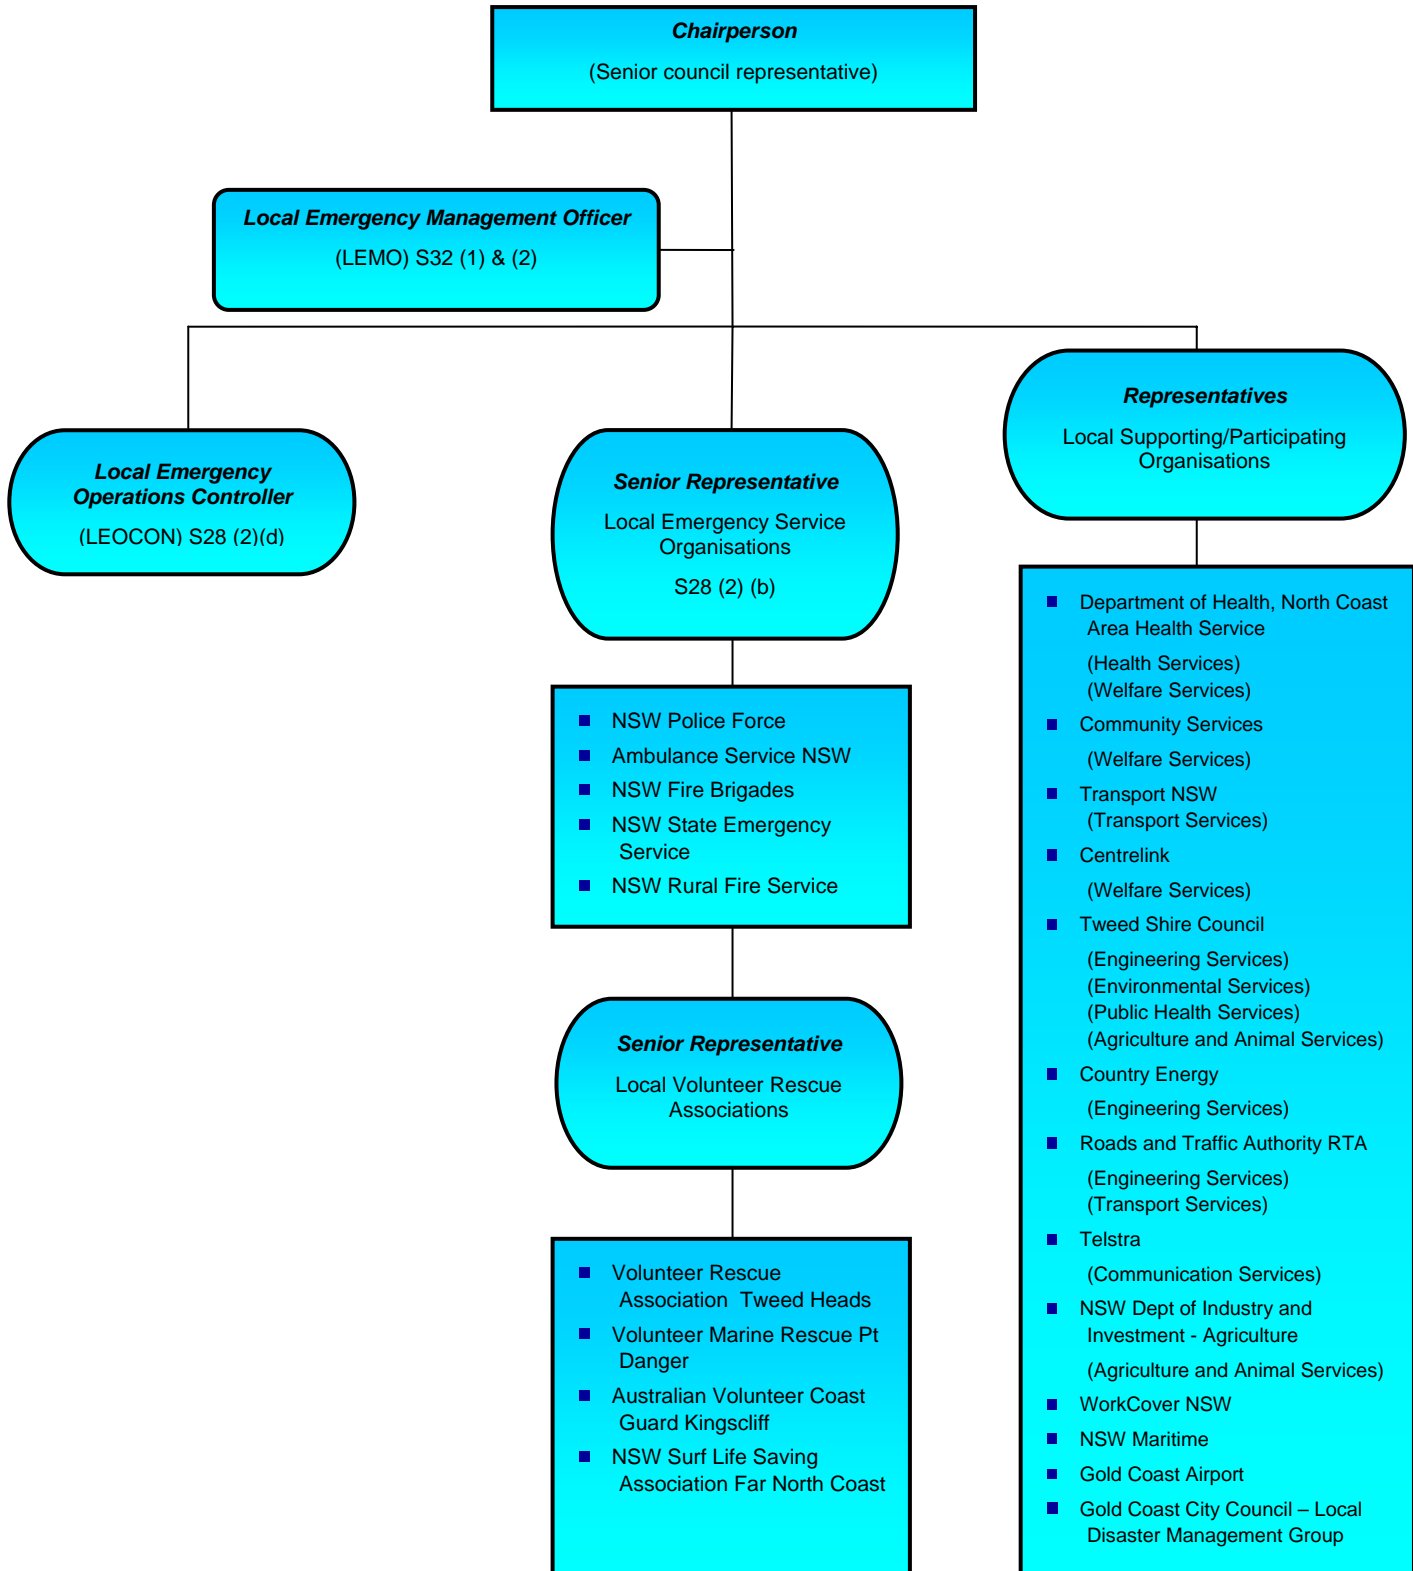 Chairperson
(Senior council representative)
Local Emergency Management Officer
(LEMO) S32 (1) & (2)
Local Emergency
Operations Controller
(LEOCON) S28 (2)(d)
Senior Representative
Local Emergency Service
Organisations
S28 (2) (b)
NSW Police Force
Ambulance Service NSW
NSW Fire Brigades
NSW State Emergency
Service
NSW Rural Fire Service
Senior Representative
Local Volunteer Rescue
Associations
Volunteer Rescue
Association Tweed Heads
Volunteer Marine Rescue Pt
Danger
Australian Volunteer Coast
Guard Kingscliff
NSW Surf Life Saving
Association Far North Coast
Representatives
Local Supporting/Participating
Organisations
Department of Health, North Coast
Area Health Service
(Health Services)
(Welfare Services)
Community Services
(Welfare Services)
Transport NSW
(Transport Services)
Centrelink
(Welfare Services)
Tweed Shire Council
(Engineering Services)
(Environmental Services)
(Public Health Services)
(Agriculture and Animal Services)
Country Energy
(Engineering Services)
Roads and Traffic Authority RTA
(Engineering Services)
(Transport Services)
Telstra
(Communication Services)
NSW Dept of Industry and
Investment - Agriculture
(Agriculture and Animal Services)
WorkCover NSW
NSW Maritime
Gold Coast Airport
Gold Coast City Council – Local
Disaster Management Group